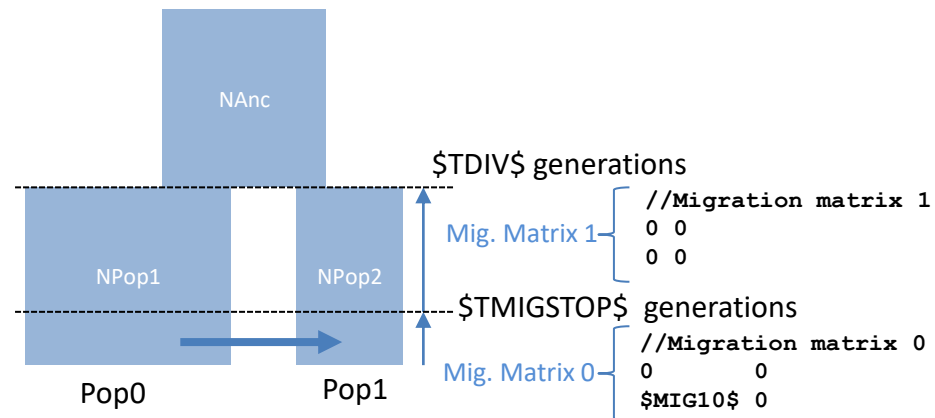 NAnc
$TDIV$ generations
//Migration matrix 1
0 0
0 0
Mig. Matrix 1
NPop1
NPop2
$TMIGSTOP$ generations
//Migration matrix 0
0 0
$MIG10$ 0
Mig. Matrix 0
Pop0
Pop1